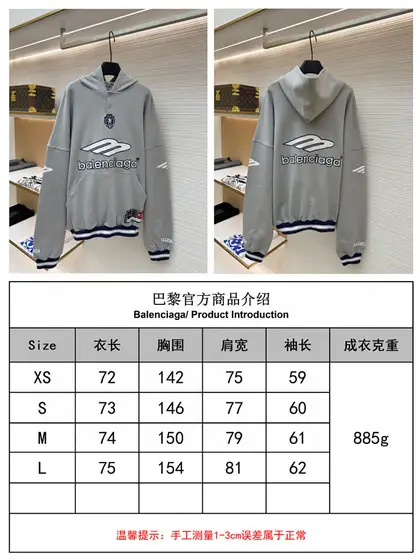 balenciaga
balenciaga
巴黎官方商品介绍
Balenciaga/ Product Introduction
Size 衣长 胸围 肩宽 袖长 成衣克重
XS 72 142 75 59
S 73 146 77 60
M 74 150 79 61
L 75 154 81 62
885g
温馨提示: 手工测量1-3cm误差属于正常